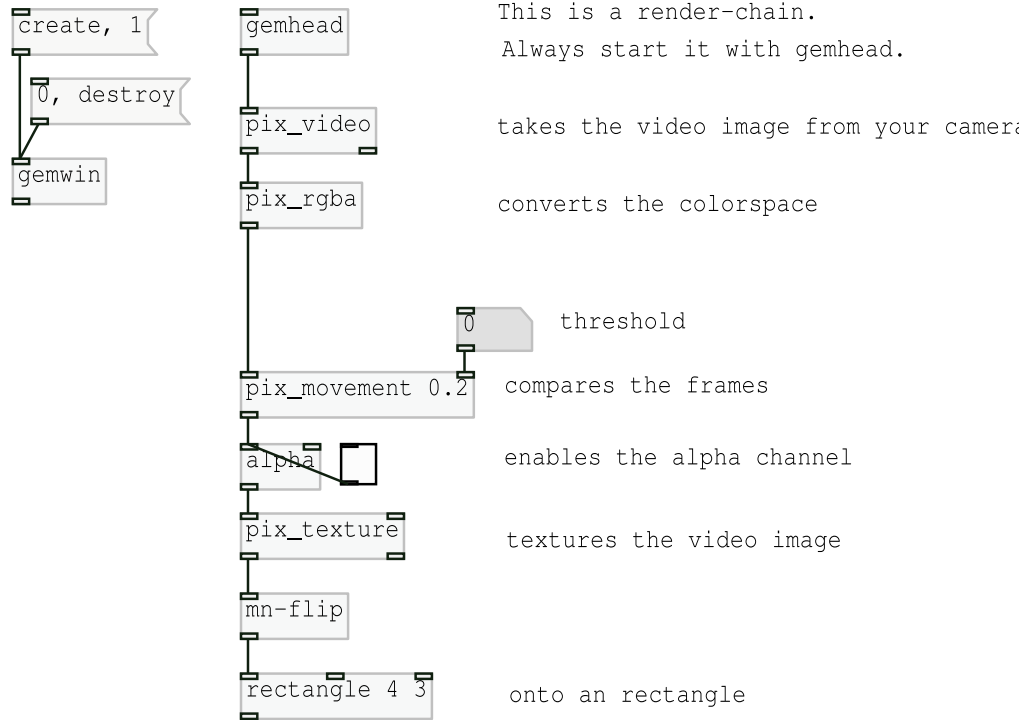 create, 1
0, destroy
gemwin
gemhead
This is a render-chain.
Always start it with gemhead.
pix_video
takes the video image from your camera
pix_rgba
converts the colorspace
0
threshold
pix_movement 0.2
compares the frames
alpha
enables the alpha channel
pix_texture
textures the video image
mn-flip
rectangle 4 3
onto an rectangle